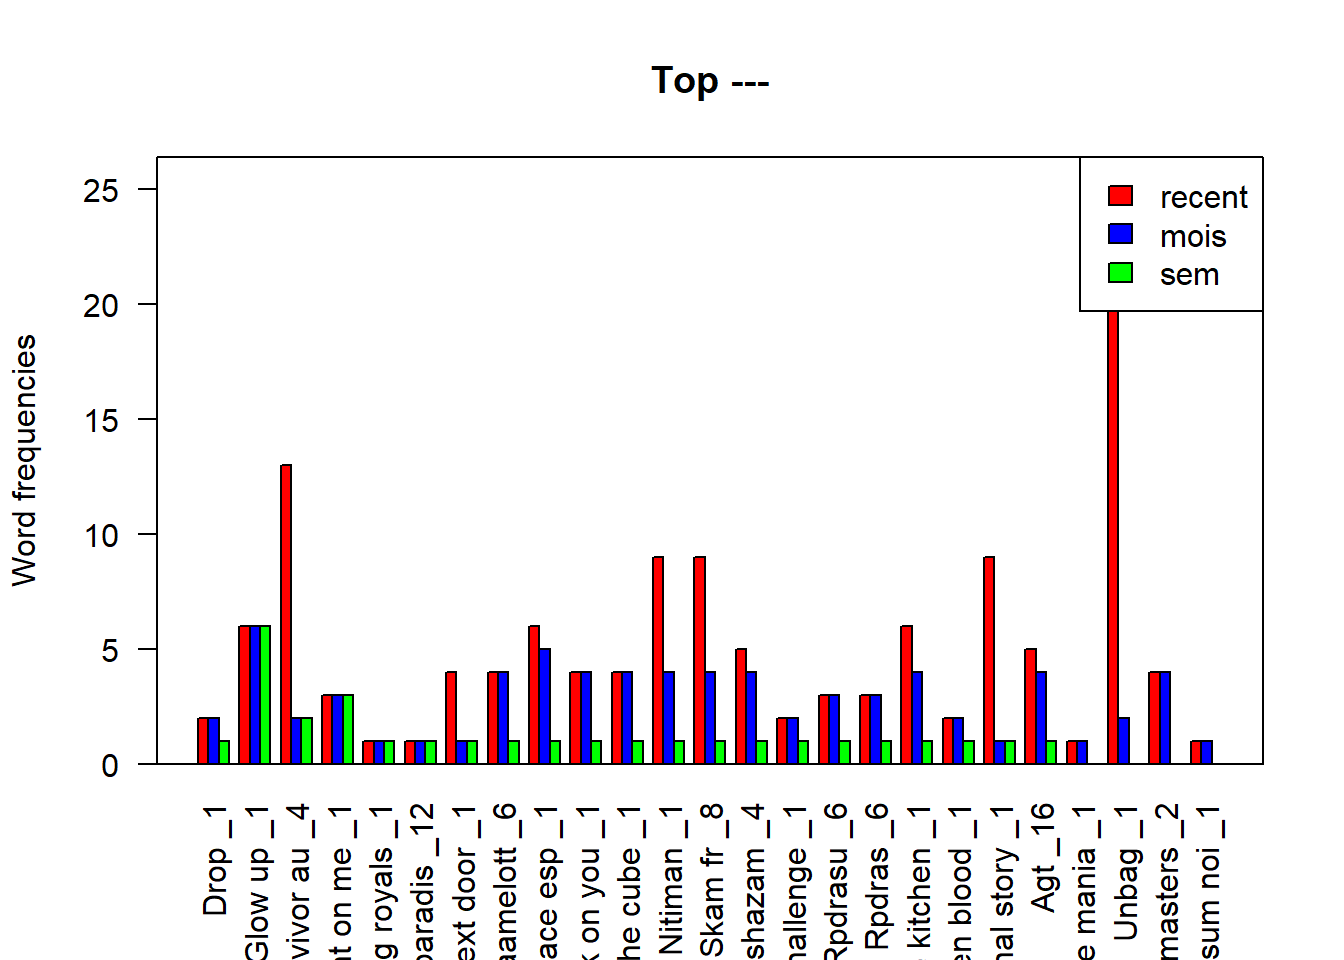 Top ---
Word frequencies
25
20
15
10
5
0
recent
mois
sem
Drop _1
Glow up _1
vivor au _4
at on me _1
g royals _1
paradis _12
ext door _1
aamelott _6
ace esp _1
k on you _1
he cube _1
Nitiman _1
Skam fr _8
shazam _4
hallenge _1
Rpdrasu _6
Rpdras _6
kitchen _1
en blood _1
nal story _1
Agt _16
e mania _1
Unbag _1
masters _2
sum noi _1